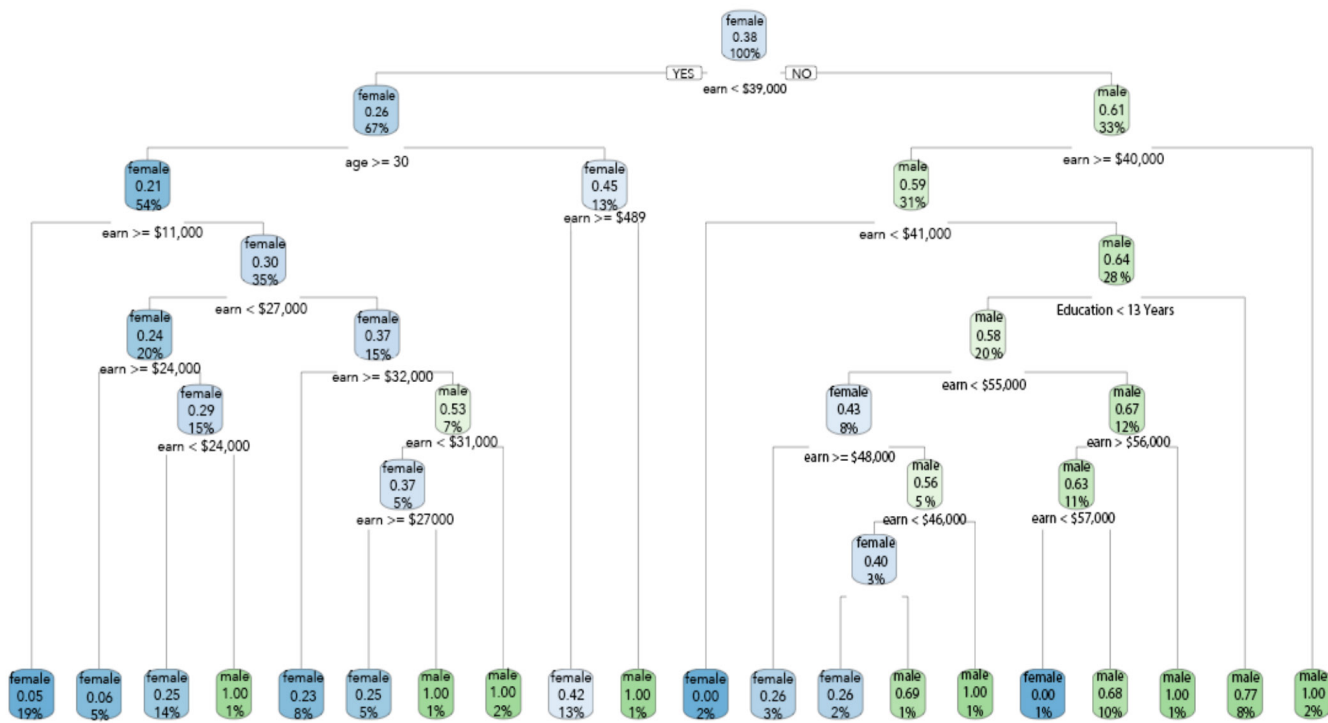 female
0.38
100%
YES
NO
earn < $39,000
female
0.26
67%
male
0.61
33%
age >= 30
earn >= $40,000
female
0.21
54%
female
0.45
13%
male
0.59
31%
earn >= $11,000
earn >= $489
earn < $41,000
female
0.30
35%
male
0.64
28 %
earn < $27,000
Education < 13 Years
female
0.24
20%
female
0.37
15%
male
0.58
20 %
earn >= $24,000
earn >= $32,000
earn < $55,000
female
0.29
15%
male
0.53
7%
female
0.43
8%
male
0.67
12%
earn < $24,000
earn < $31,000
earn >= $48,000
earn > $56,000
female
0.37
5%
male
0.56
5 %
male
0.63
11%
earn >= $27000
earn < $46,000
earn < $57,000
female
0.40
3%
female
0.05
19%
female
0.06
5%
female
0.25
14%
male
1.00
1%
female
0.23
8%
female
0.25
5%
male
1.00
1%
male
1.00
2%
female
0.42
13%
male
1.00
1%
female
0.00
2%
female
0.26
3%
female
0.26
2%
male
0.69
1%
male
1.00
1%
female
0.00
1%
male
0.68
10%
male
1.00
1%
male
0.77
8%
male
1.00
2%